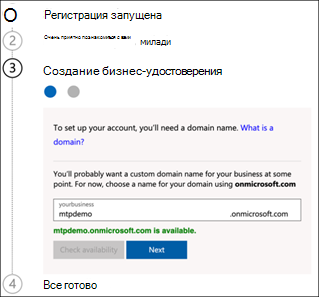 Регистрация запущена
2
Очень приятно познакомиться с вами, милади
3
Создание бизнес-удостоверения
To set up your account, you'll need a domain name. What is a
domain?
You'll probably want a custom domain name for your business at some
point. For now, choose a name for your domain using onmicrosoft.com
yourbusiness
mtpdemo .onmicrosoft.com
mtpdemo.onmicrosoft.com is available.
Check availability Next
4
Все готово